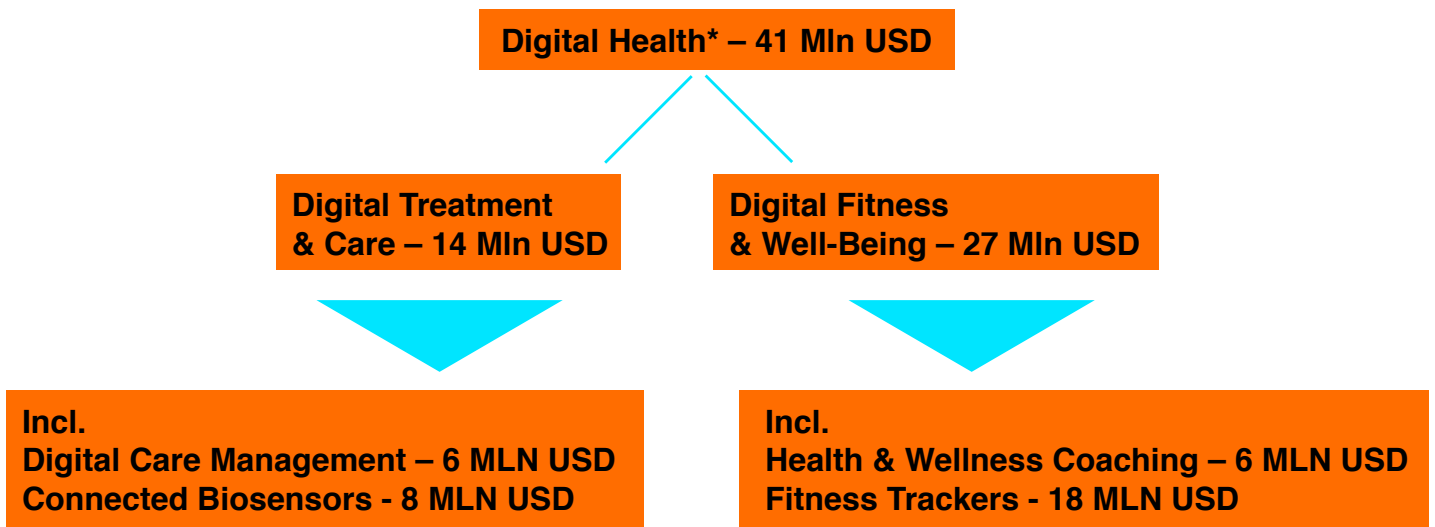 Digital Health* – 41 Mln USD
Digital Treatment
& Care – 14 Mln USD
Digital Fitness
& Well-Being – 27 Mln USD
Incl.
Digital Care Management – 6 MLN USD
Connected Biosensors - 8 MLN USD
Incl.
Health & Wellness Coaching – 6 MLN USD
Fitness Trackers - 18 MLN USD